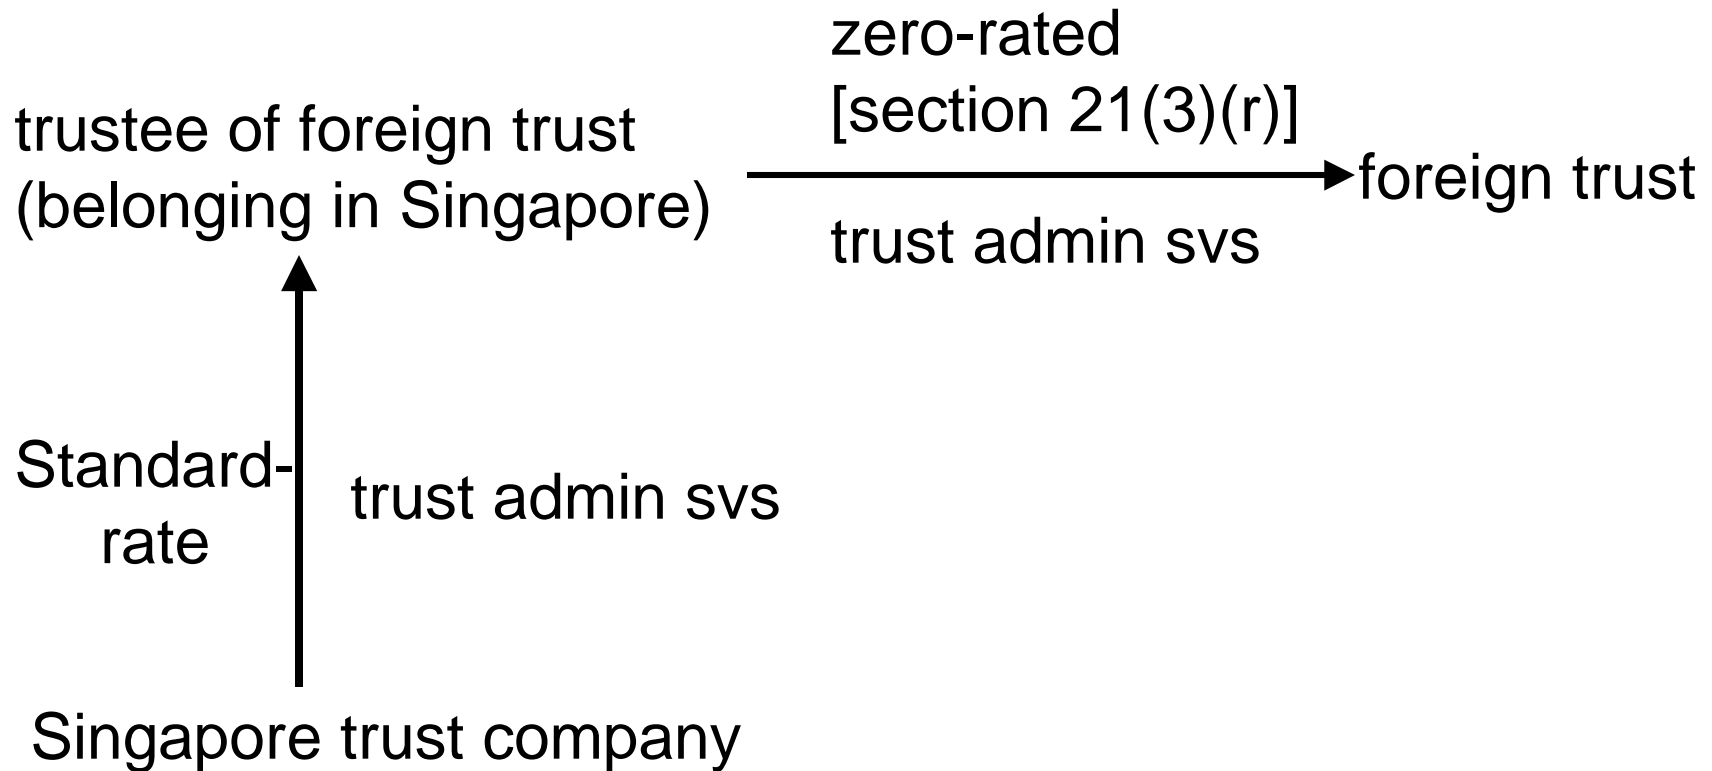 zero-rated
[section 21(3)(r)]
trustee of foreign trust
(belonging in Singapore)
foreign trust
trust admin svs
Standard-
rate
trust admin svs
Singapore trust company